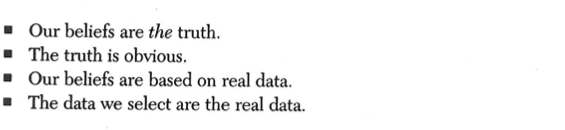 ▪ Our beliefs are the truth.
▪ The truth is obvious.
▪ Our beliefs are based on real data.
▪ The data we select are the real data.